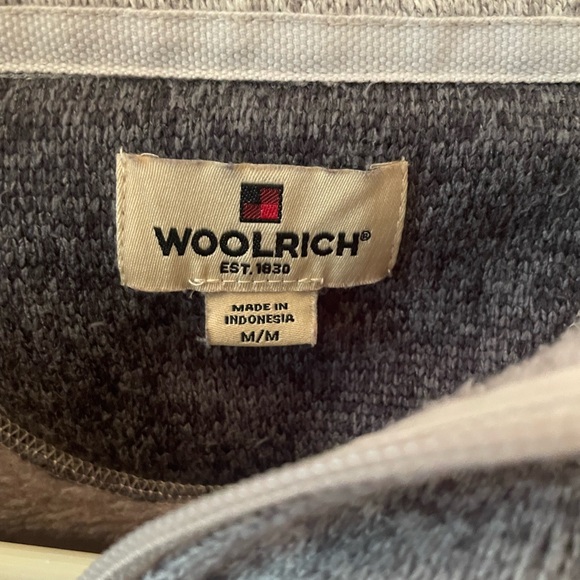 WOOLRICH®
EST. 1830
MADE IN
INDONESIA
M/M